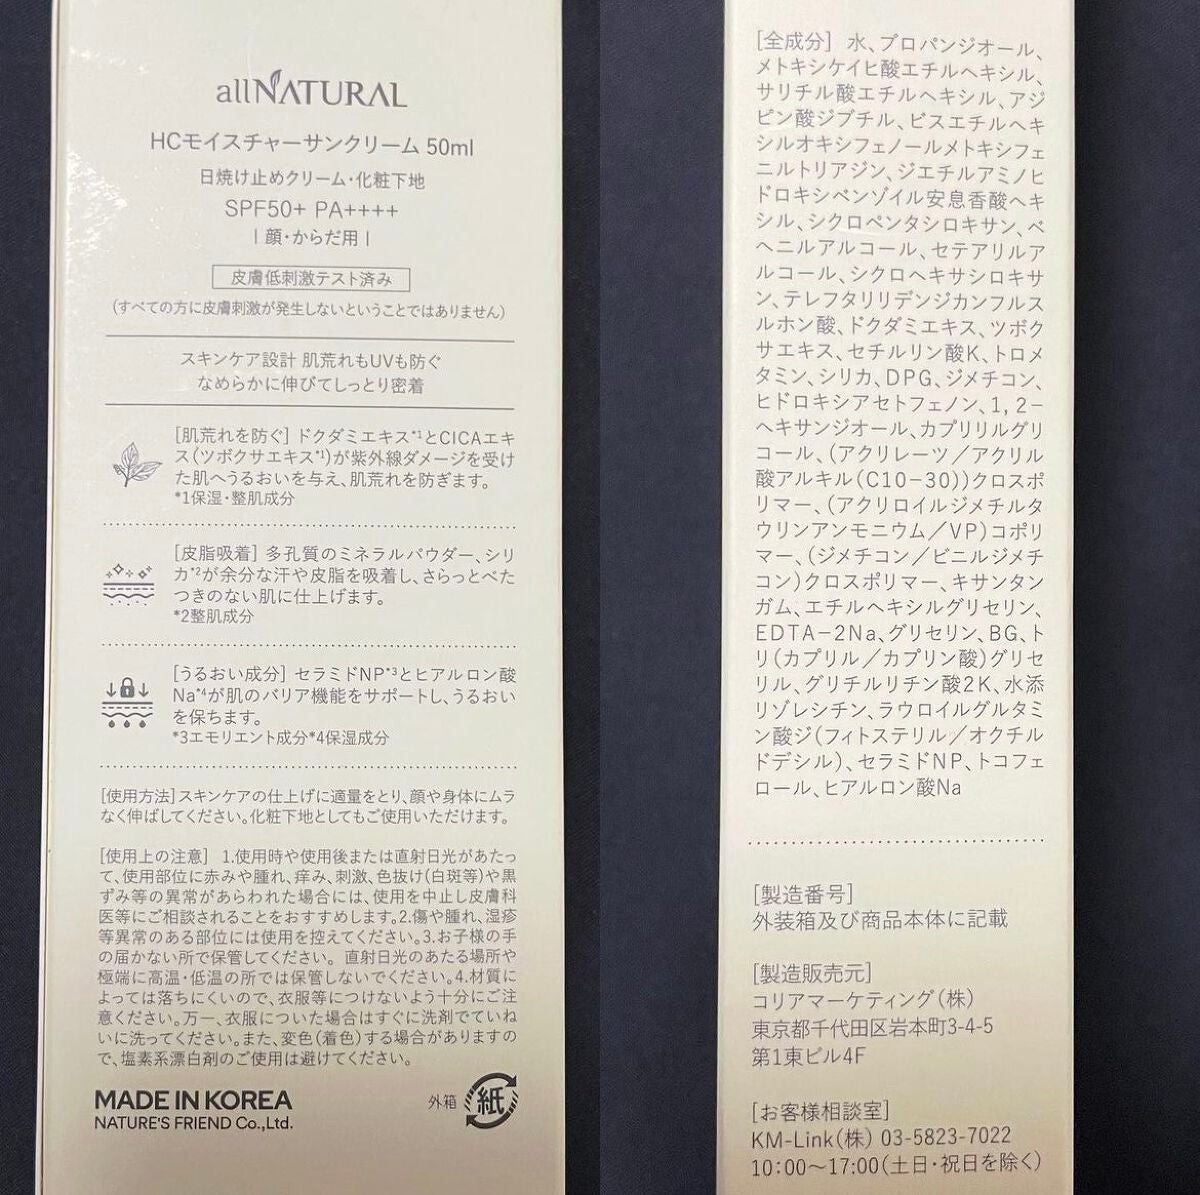 allNATURAL
HCモイスチャーサンクリーム 50ml
日焼け止めクリーム・化粧下地
SPF50+ PA++++
| 顔・からだ用 |
皮膚低刺激テスト済み
(すべての方に皮膚刺激が発生しないということではありません)
スキンケア設計 肌荒れもUVも防ぐ
なめらかに伸びてしっとり密着
[肌荒れを防ぐ] ドクダミエキス*1とCICAエキ
ス(ツボクサエキス*1)が紫外線ダメージを受け
た肌へうるおいを与え、肌荒れを防ぎます。
*1保湿・整肌成分
[皮脂吸着] 多孔質のミネラルパウダー、シリ
カ*2が余分な汗や皮脂を吸着し、さらっとべた
つきのない肌に仕上げます。
*2整肌成分
[うるおい成分] セラミドNP*3とヒアルロン酸
Na*4が肌のバリア機能をサポートし、うるおい
を保ちます。
*3エモリエント成分*4保湿成分
[使用方法]スキンケアの仕上げに適量をとり、顔や身体にムラ
なく伸ばしてください。化粧下地としてもご使用いただけます。
[使用上の注意] 1.使用時や使用後または直射日光があたっ
て、使用部位に赤みや腫れ、痒み、刺激、色抜け(白斑等)や黒
ずみ等の異常があらわれた場合には、使用を中止し皮膚科
医等にご相談されることをおすすめします。2.傷や腫れ、湿疹
等異常のある部位には使用を控えてください。3.お子様の手
の届かない所で保管してください。 直射日光のあたる場所や
極端に高温・低温の所では保管しないでください。4.材質に
よっては落ちにくいので、衣服等につけないよう十分にご注
意ください。万一、衣服についた場合はすぐに洗剤でていね
いに洗ってください。また、変色(着色)する場合がありますの
で、塩素系漂白剤のご使用は避けてください。
MADE IN KOREA
NATURE'S FRIEND Co.,Ltd.
外箱 紙
[全成分] 水、プロパンジオール、
メトキシケイヒ酸エチルヘキシル、
サリチル酸エチルヘキシル、アジ
ピン酸ジブチル、ビスエチルヘキ
シルオキシフェノールメトキシフェ
ニルトリアジン、ジエチルアミノヒ
ドロキシベンゾイル安息香酸ヘキ
シル、シクロペンタシロキサン、ベ
ヘニルアルコール、セテアリルア
ルコール、シクロヘキサシロキサ
ン、テレフタリリデンジカンフルス
ルホン酸、ドクダミエキス、ツボク
サエキス、セチルリン酸K、トロメ
タミン、シリカ、DPG、ジメチコン、
ヒドロキシアセトフェノン、1,2-
ヘキサンジオール、カプリリルグリ
コール、(アクリレーツ/アクリル
酸アルキル(C10-30))クロスポ
リマー、(アクリロイルジメチルタ
ウリンアンモニウム/VP)コポリ
マー、(ジメチコン/ビニルジメチ
コン)クロスポリマー、キサンタン
ガム、エチルヘキシルグリセリン、
EDTA-2Na、グリセリン、BG、ト
リ(カプリル/カプリン酸)グリセ
リル、グリチルリチン酸2K、水添
リゾレシチン、ラウロイルグルタミ
ン酸ジ(フィトステリル/オクチル
ドデシル)、セラミドNP、トコフェ
ロール、ヒアルロン酸Na
[製造番号]
外装箱及び商品本体に記載
[製造販売元]
コリアマーケティング(株)
東京都千代田区岩本町3-4-5
第1東ビル4F
[お客様相談室]
KM-Link(株) 03-5823-7022
10:00～17:00(土日・祝日を除く)